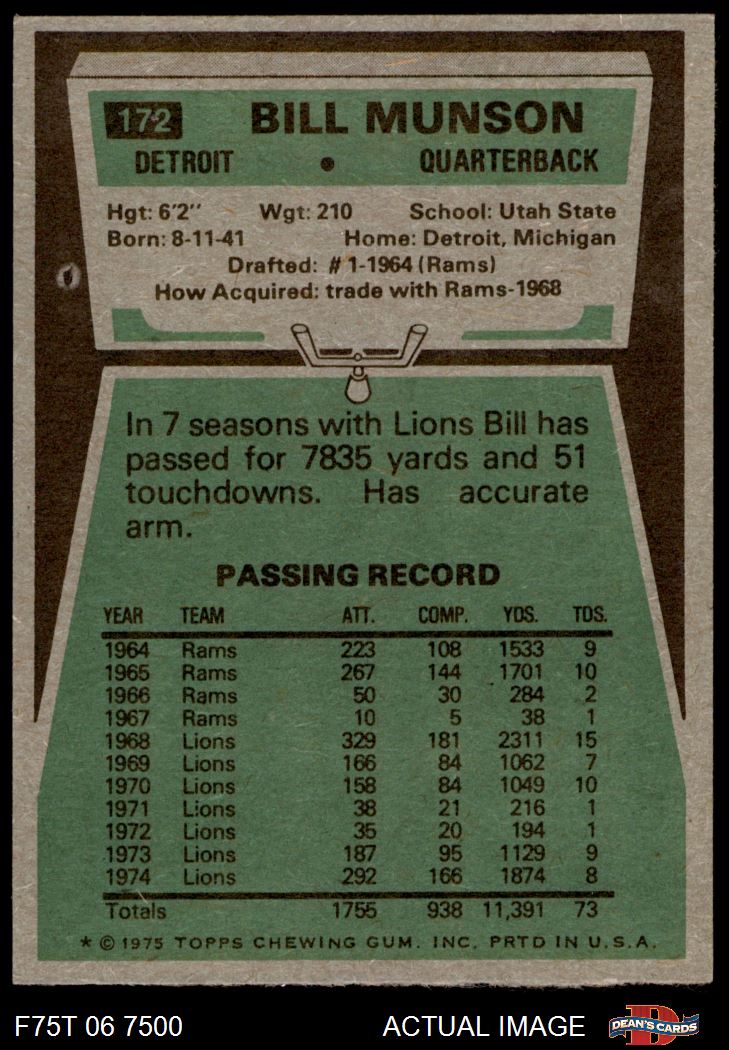 172 BILL MUNSON
DETROIT • QUARTERBACK
Hgt: 6'2" Wgt: 210 School: Utah State
Born: 8-11-41 Home: Detroit, Michigan
Drafted: #1-1964 (Rams)
How Acquired: trade with Rams-1968
In 7 seasons with Lions Bill has
passed for 7835 yards and 51
touchdowns. Has accurate
arm.
PASSING RECORD
YEAR TEAM ATT. COMP. YDS. TDS.
1964 Rams 223 108 1533 9
1965 Rams 267 144 1701 10
1966 Rams 50 30 284 2
1967 Rams 10 5 38 1
1968 Lions 329 181 2311 15
1969 Lions 166 84 1062 7
1970 Lions 158 84 1049 10
1971 Lions 38 21 216 1
1972 Lions 35 20 194 1
1973 Lions 187 95 1129 9
1974 Lions 292 166 1874 8
Totals 1755 938 11,391 73
* © 1975 TOPPS CHEWING GUM. INC. PRTD IN U.S.A.
F75T 06 7500 ACTUAL IMAGE D DEAN'S CARDS